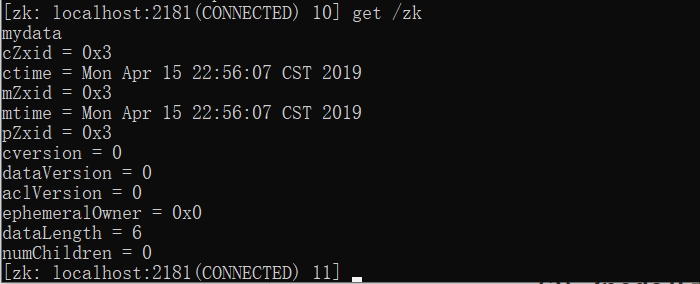 [zk: localhost:2181(CONNECTED) 10] get /zk
mydata
cZxid = 0x3
ctime = Mon Apr 15 22:56:07 CST 2019
mZxid = 0x3
mtime = Mon Apr 15 22:56:07 CST 2019
pZxid = 0x3
cversion = 0
dataVersion = 0
aclVersion = 0
ephemeralOwner = 0x0
dataLength = 6
numChildren = 0
[zk: localhost:2181(CONNECTED) 11]